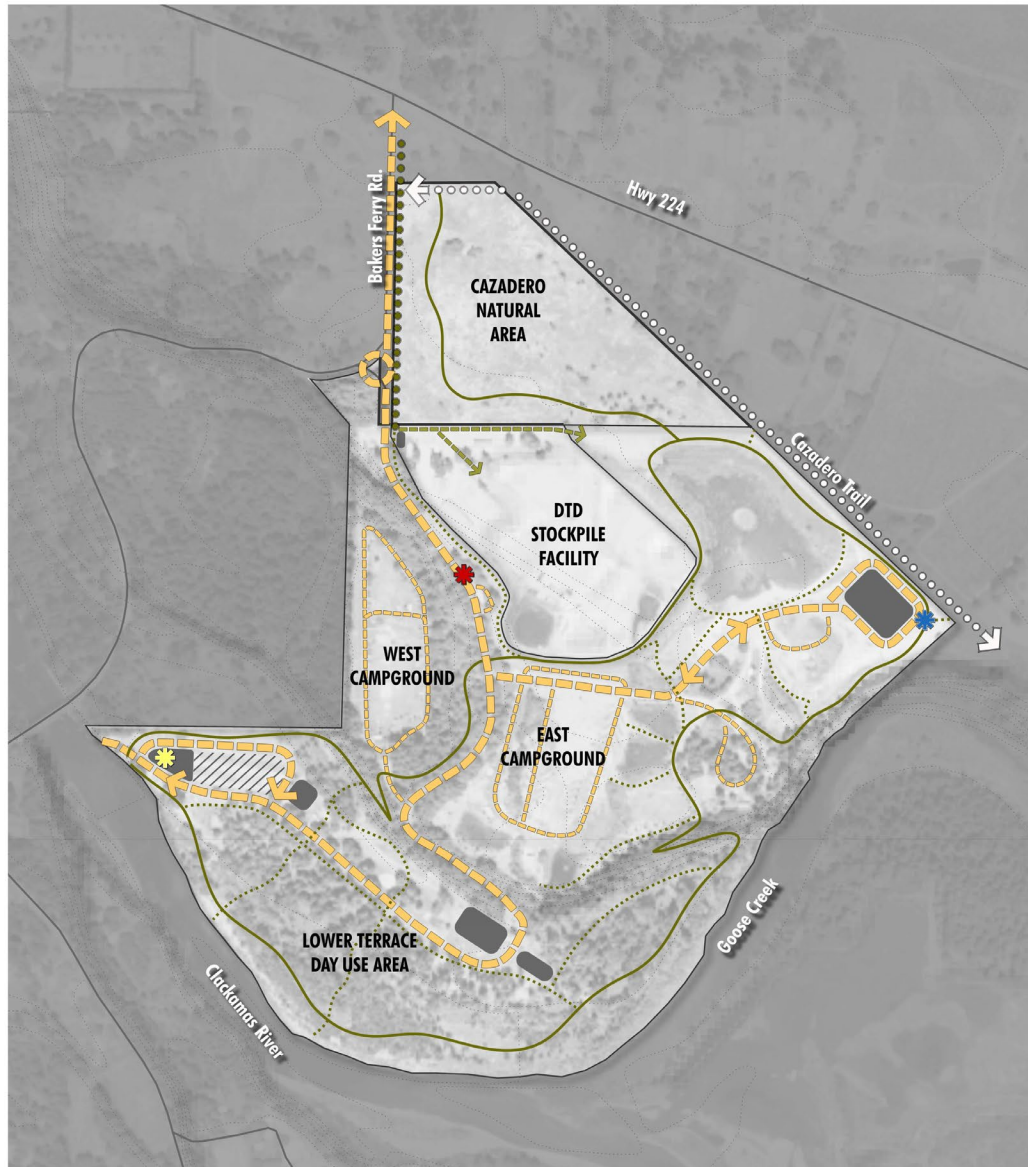 Bakers Ferry Rd.
Hwy 224
CAZADERO
NATURAL
AREA
Cazadero Trail
DTD
STOCKPILE
FACILITY
WEST
CAMPGROUND
EAST
CAMPGROUND
LOWER TERRACE
DAY USE AREA
Goose Creek
Clackamas River